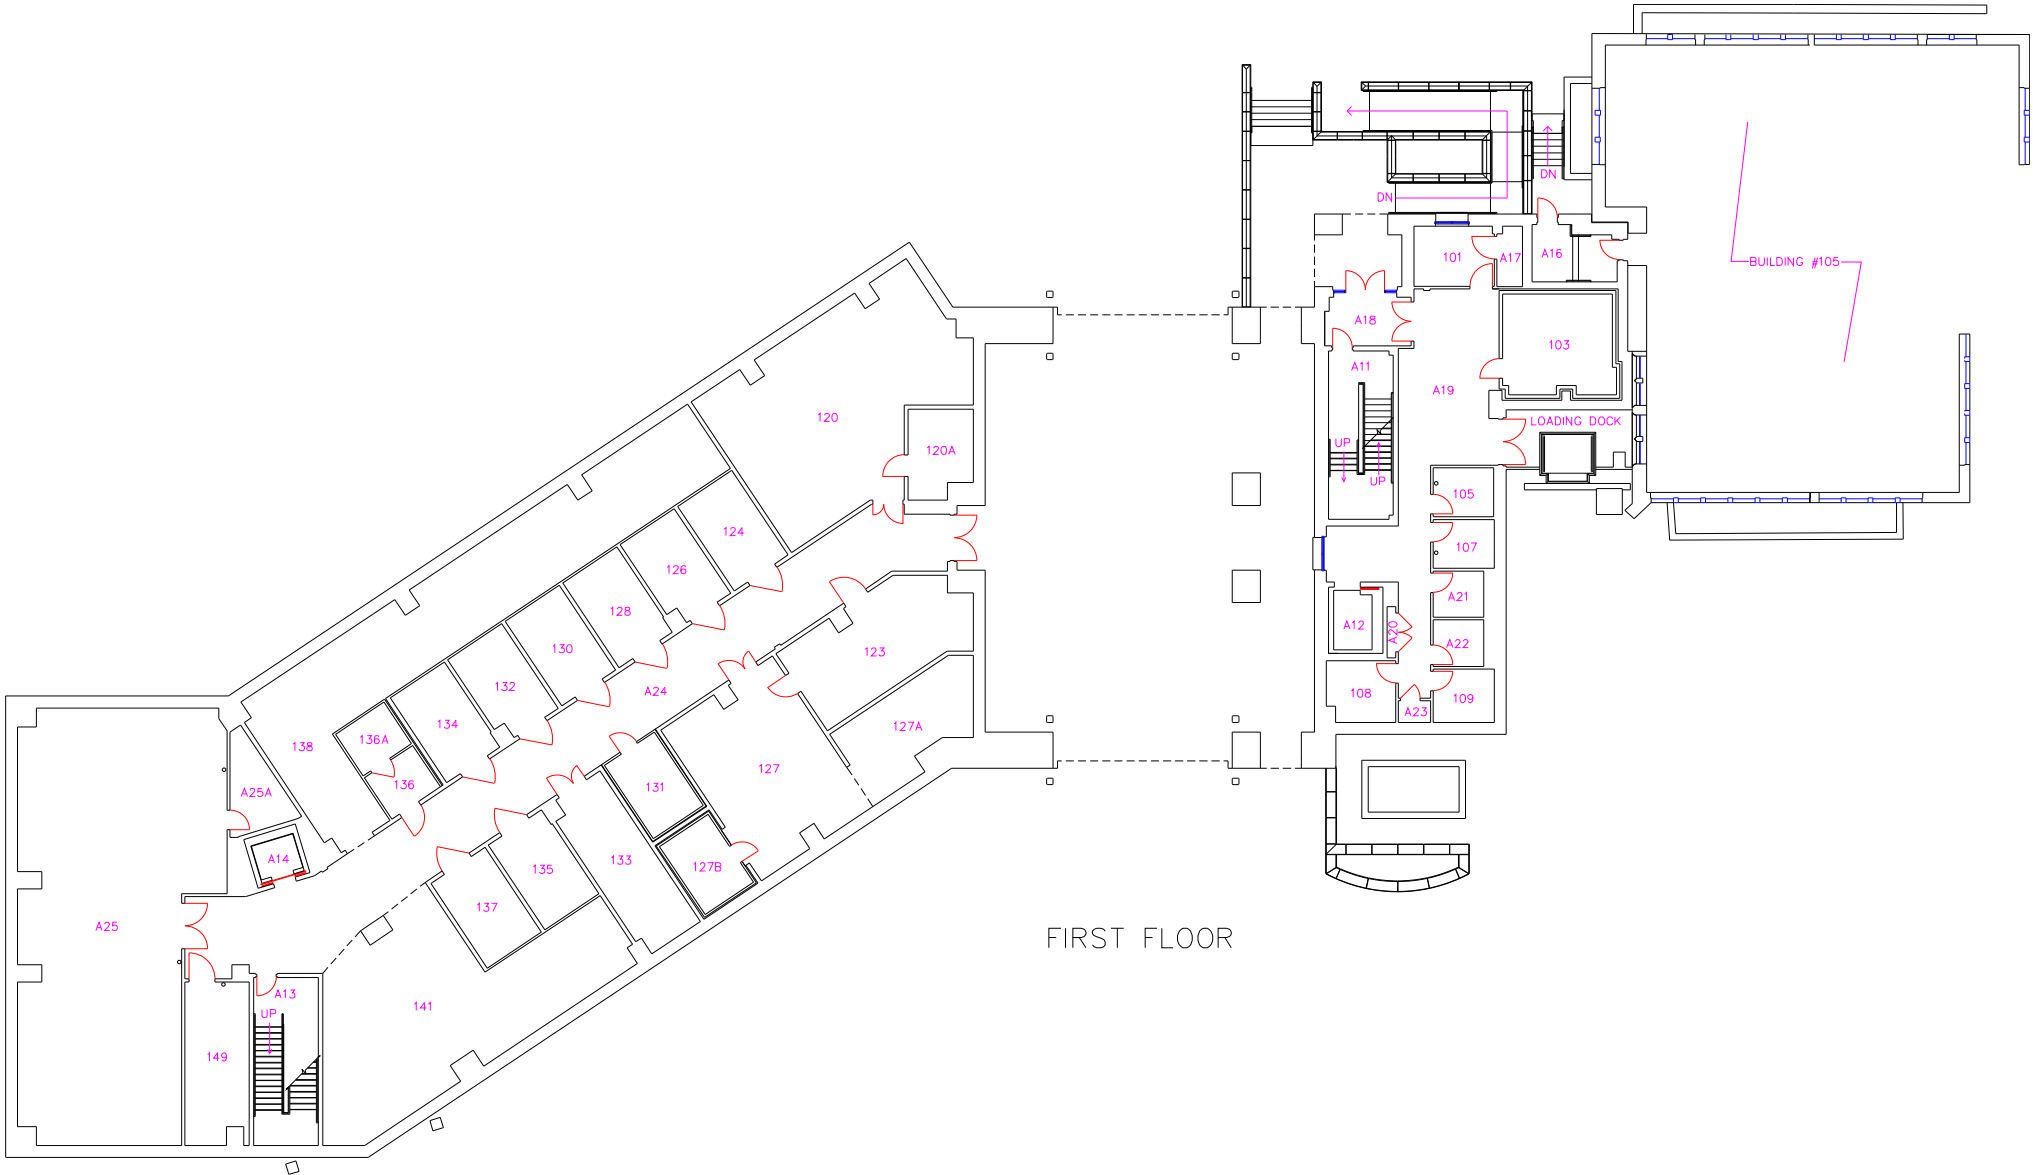 DN
DN
101
A17
A16
BUILDING #105
A18
103
A11
A19
120
LOADING DOCK
UP
120A
UP
105
124
107
126
A21
128
A12
A20
A22
130
123
132
A24
108
109
A23
134
127A
136A
138
127
136
131
A25A
A14
133
127B
135
137
A25
FIRST FLOOR
A13
141
UP
149